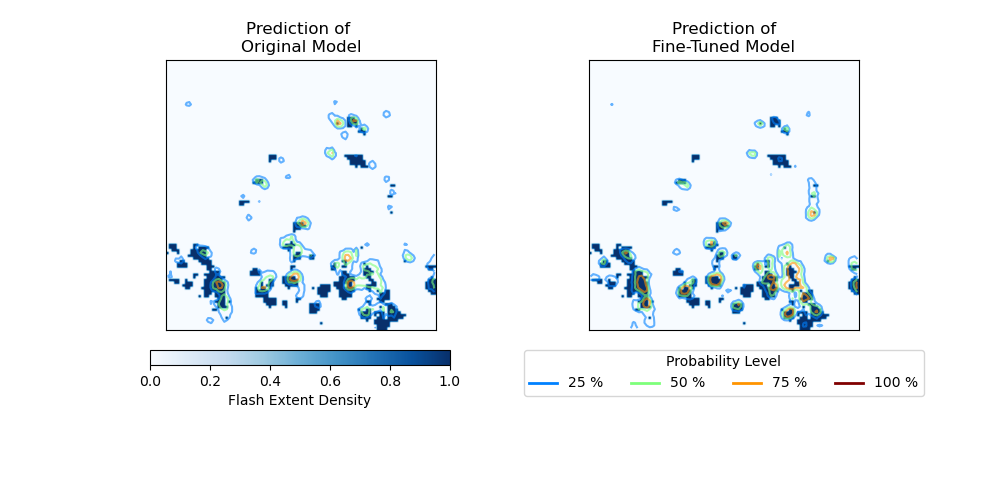 Prediction of
Original Model
Prediction of
Fine-Tuned Model
0.0 0.2 0.4 0.6 0.8 1.0
Flash Extent Density
Probability Level
25 % 50 % 75 % 100 %